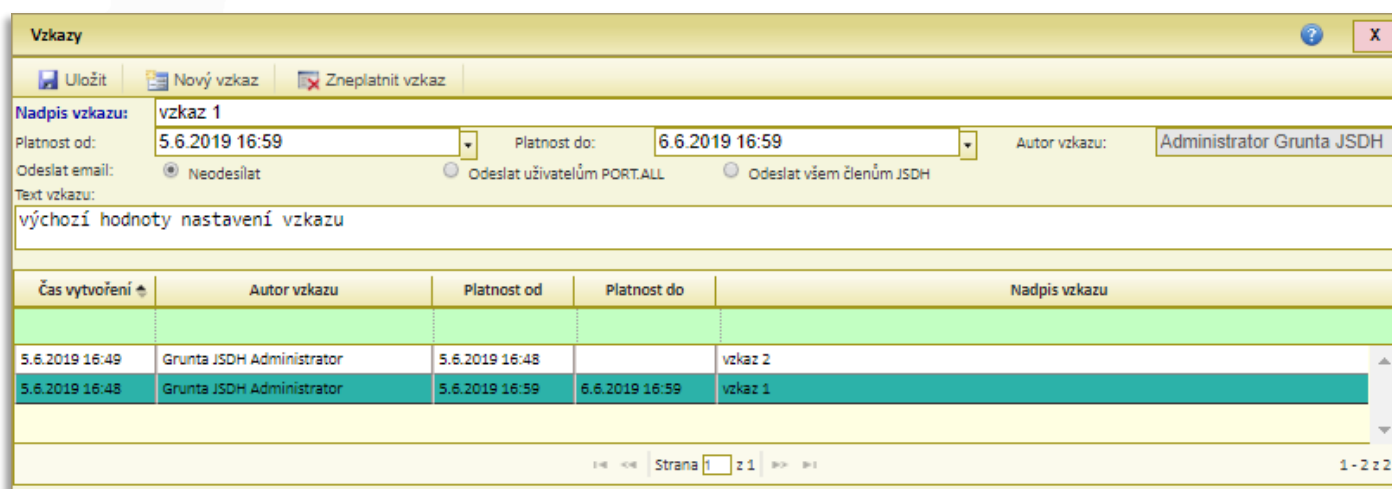 Vzkazy ? X
Uložit Nový vzkaz Zneplatnit vzkaz
Nadpis vzkazu: vzkaz 1
Platnost od: 5.6.2019 16:59 Platnost do: 6.6.2019 16:59 Autor vzkazu: Administrator Grunta JSDH
Odeslat email: Neodesílat Odeslat uživatelům PORT.ALL Odeslat všem členům JSDH
Text vzkazu:
výchozí hodnoty nastavení vzkazu
Čas vytvoření Autor vzkazu Platnost od Platnost do Nadpis vzkazu
5.6.2019 16:49 Grunta JSDH Administrator 5.6.2019 16:48 vzkaz 2
5.6.2019 16:48 Grunta JSDH Administrator 5.6.2019 16:59 6.6.2019 16:59 vzkaz 1
Strana 1 z 1 1 - 2 z 2